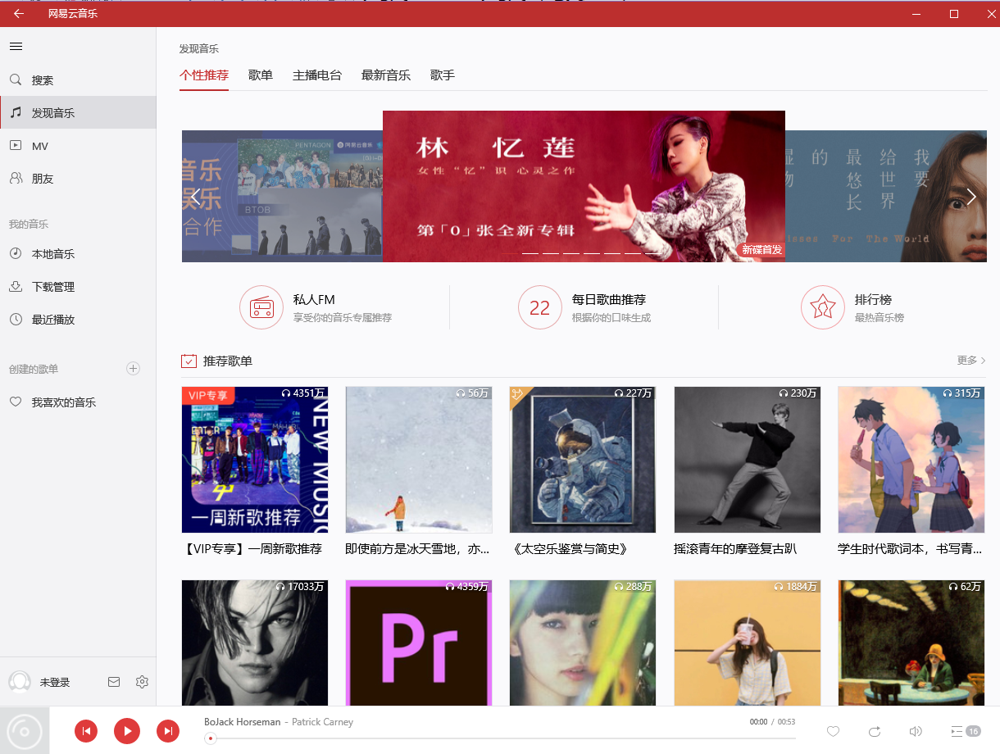 网易云音乐
搜索
发现音乐
MV
朋友
我的音乐
本地音乐
下载管理
最近播放
创建的歌单
我喜欢的音乐
未登录
发现音乐
个性推荐 歌单 主播电台 最新音乐 歌手
音乐
娱乐
合作
PENTAGON
网易云音乐
BTOB
林 忆 莲
女性“忆”识 心灵之作
第「0」张全新专辑
新碟首发
我要
给世界
最悠长
的
For The World
私人FM
享受你的音乐专属推荐
22
每日歌曲推荐
根据你的口味生成
排行榜
最热音乐榜
推荐歌单
更多
VIP专享
4351万
NEW MUSIC
一周新歌推荐
56万
227万
230万
315万
【VIP专享】一周新歌推荐
即使前方是冰天雪地，亦...
《太空乐鉴赏与简史》
摇滚青年的摩登复古趴
学生时代歌词本，书写青...
17033万
4359万
Pr
288万
1884万
62万
BoJack Horseman - Patrick Carney
00:00 / 00:53
16